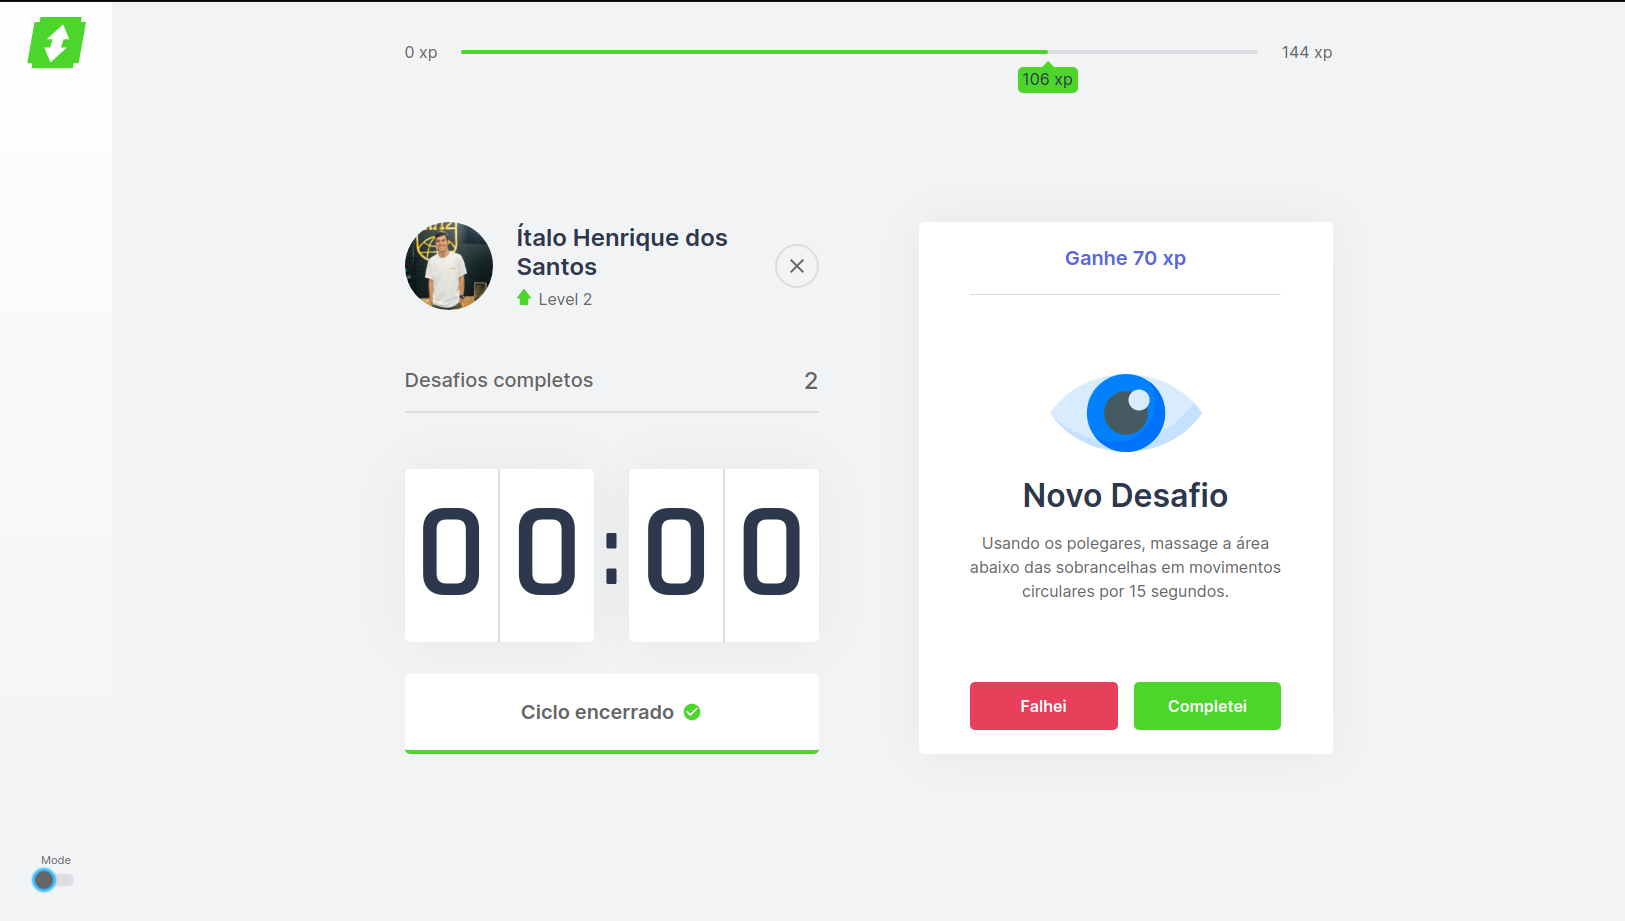 0 xp
144 xp
106 xp
Ítalo Henrique dos
Santos
Level 2
Desafios completos
2
00:00
Ciclo encerrado
Ganhe 70 xp
Novo Desafio
Usando os polegares, massage a área
abaixo das sobrancelhas em movimentos
circulares por 15 segundos.
Falhei
Completei
Mode